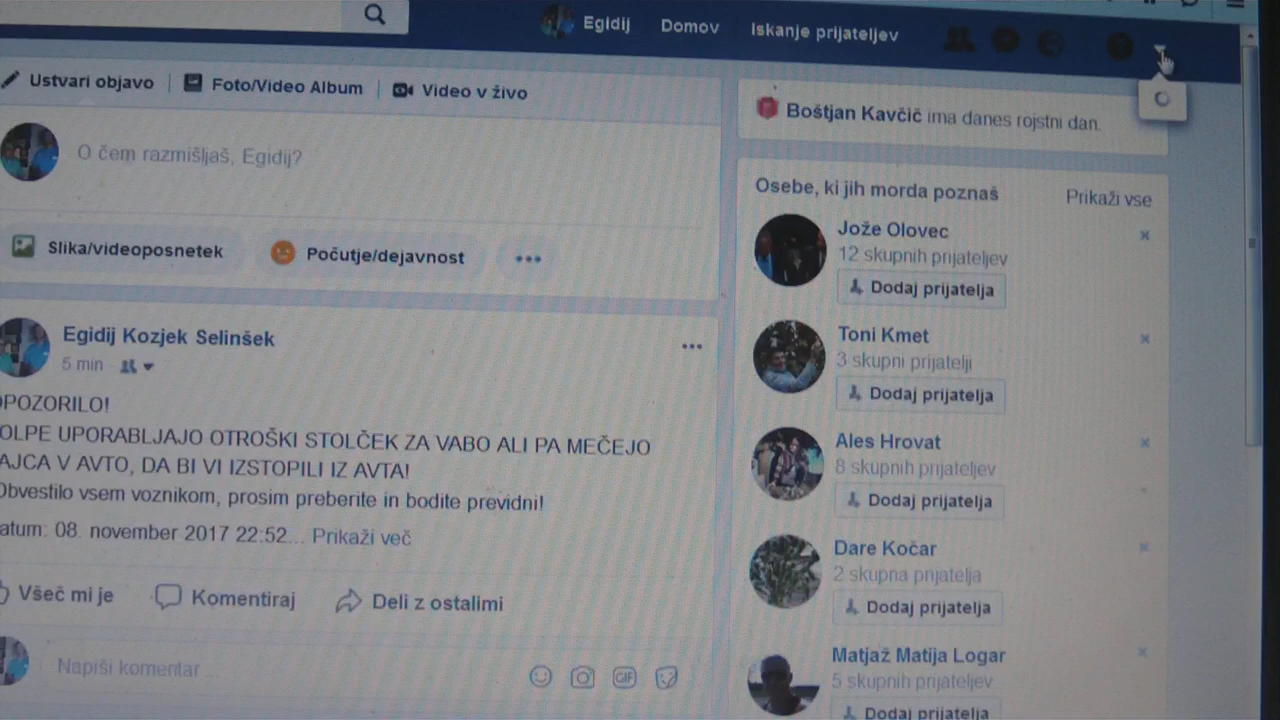 Egidij Domov Iskanje prijateljev
Ustvari objavo Foto/Video Album Video v živo
O čem razmišljaš, Egidij?
Slika/videoposnetek Počutje/dejavnost
Egidij Kozjek Selinšek
5 min
OPOZORILO!
OLPE UPORABLJAJO OTROŠKI STOLČEK ZA VABO ALI PA MEČEJO
AJCA V AVTO, DA BI VI IZSTOPILI IZ AVTA!
Obvestilo vsem voznikom, prosim preberite in bodite previdni!
atum: 08. november 2017 22:52... Prikaži več
Všeč mi je Komentiraj Deli z ostalimi
Napiši komentar ...
GIF
Boštjan Kavčič ima danes rojstni dan.
Osebe, ki jih morda poznaš Prikaži vse
Jože Olovec
12 skupnih prijateljev
Dodaj prijatelja
Toni Kmet
3 skupni prijatelji
Dodaj prijatelja
Ales Hrovat
8 skupnih prijateljev
Dodaj prijatelja
Dare Kočar
2 skupna prijatelja
Dodaj prijatelja
Matjaž Matija Logar
5 skupnih prijateljev
Dodaj prijatelja